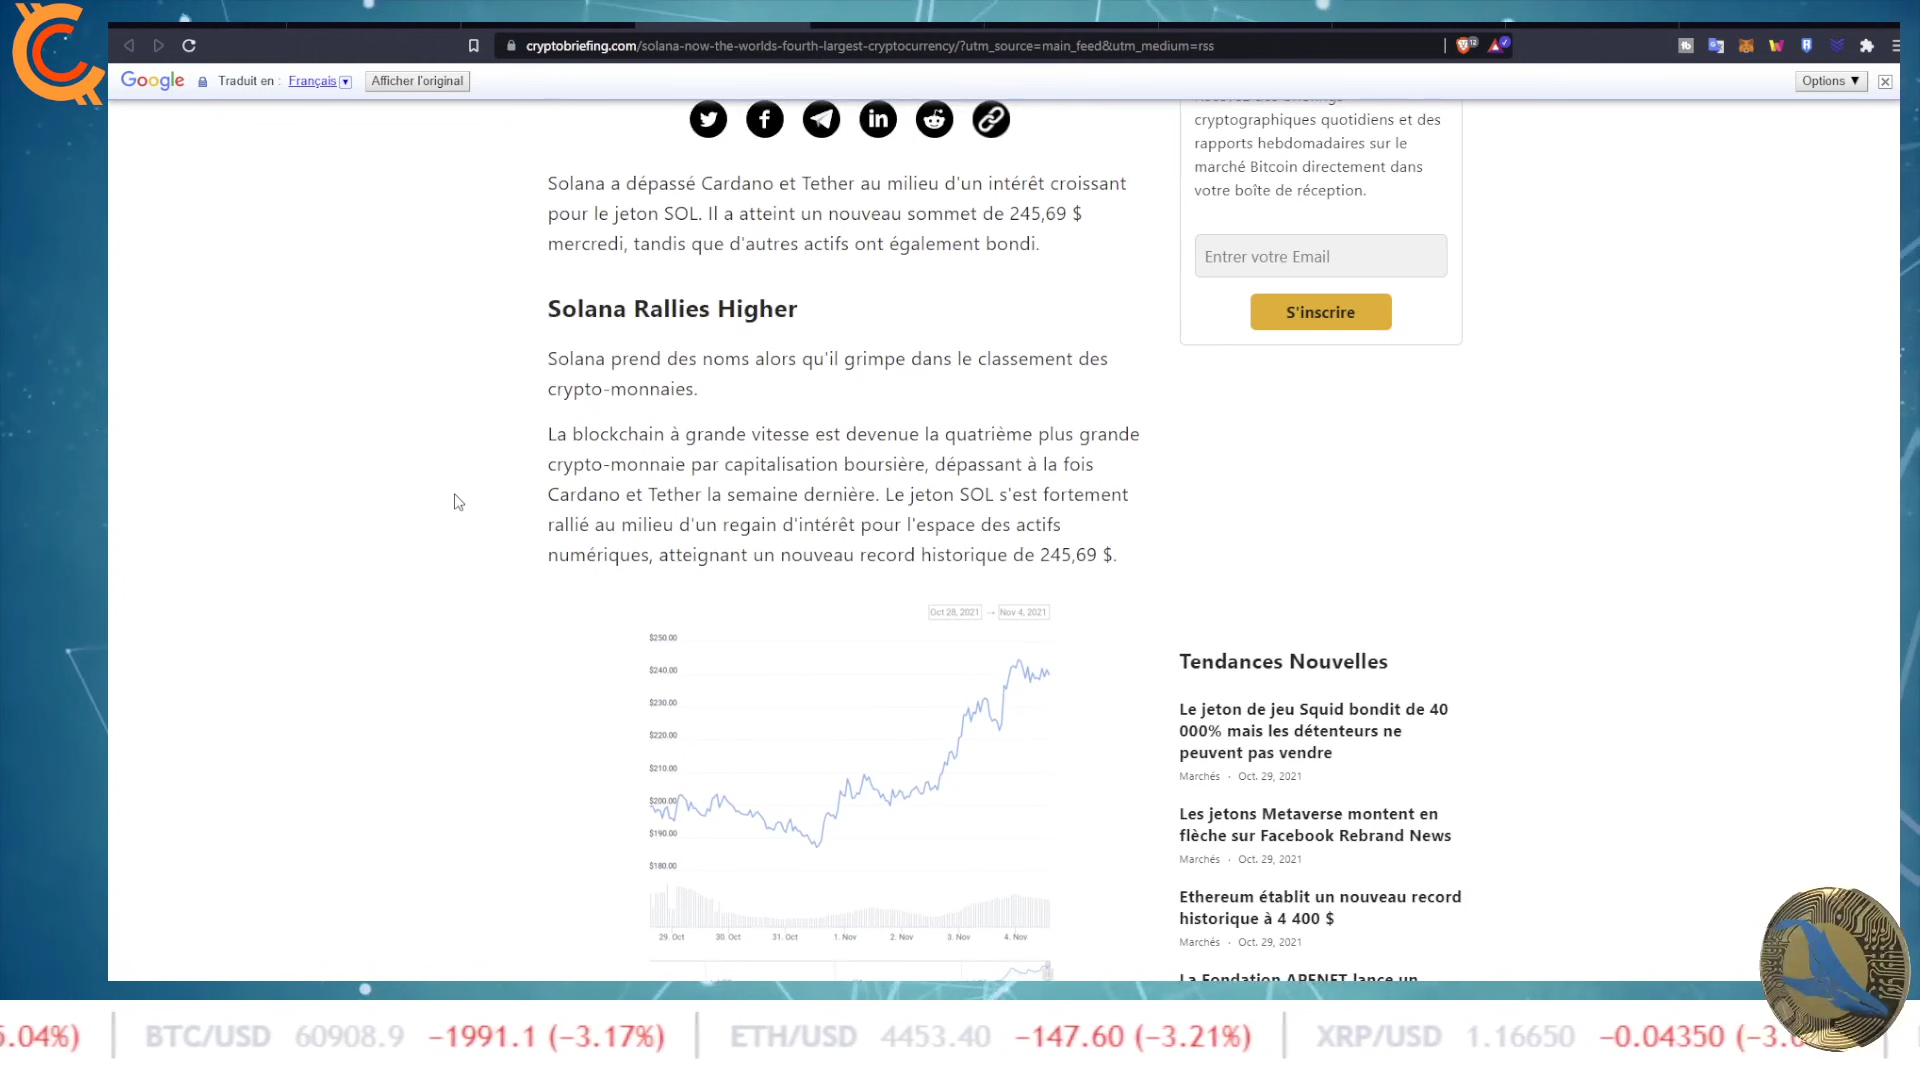 cryptobriefing.com/solana-now-the-worlds-fourth-largest-cryptocurrency/?utm_source=main_feed&utm_medium=rss
Google Traduit en : Français Afficher l'original Options
Solana a dépassé Cardano et Tether au milieu d'un intérêt croissant
pour le jeton SOL. Il a atteint un nouveau sommet de 245,69 $
mercredi, tandis que d'autres actifs ont également bondi.
Solana Rallies Higher
Solana prend des noms alors qu'il grimpe dans le classement des
crypto-monnaies.
La blockchain à grande vitesse est devenue la quatrième plus grande
crypto-monnaie par capitalisation boursière, dépassant à la fois
Cardano et Tether la semaine dernière. Le jeton SOL s'est fortement
rallié au milieu d'un regain d'intérêt pour l'espace des actifs
numériques, atteignant un nouveau record historique de 245,69 $.
Oct 28, 2021 → Nov 4, 2021
$250.00
$240.00
$230.00
$220.00
$210.00
$200.00
$190.00
$180.00
29. Oct 30. Oct 31. Oct 1. Nov 2. Nov 3. Nov 4. Nov
cryptographiques quotidiens et des
rapports hebdomadaires sur le
marché Bitcoin directement dans
votre boîte de réception.
Entrer votre Email
S'inscrire
Tendances Nouvelles
Le jeton de jeu Squid bondit de 40
000% mais les détenteurs ne
peuvent pas vendre
Marchés · Oct. 29, 2021
Les jetons Metaverse montent en
flèche sur Facebook Rebrand News
Marchés · Oct. 29, 2021
Ethereum établit un nouveau record
historique à 4 400 $
Marchés · Oct. 29, 2021
La Fondation APENET lance un
5.04%) BTC/USD 60908.9 −1991.1 (−3.17%) ETH/USD 4453.40 −147.60 (−3.21%) XRP/USD 1.16650 −0.04350 (−3.6